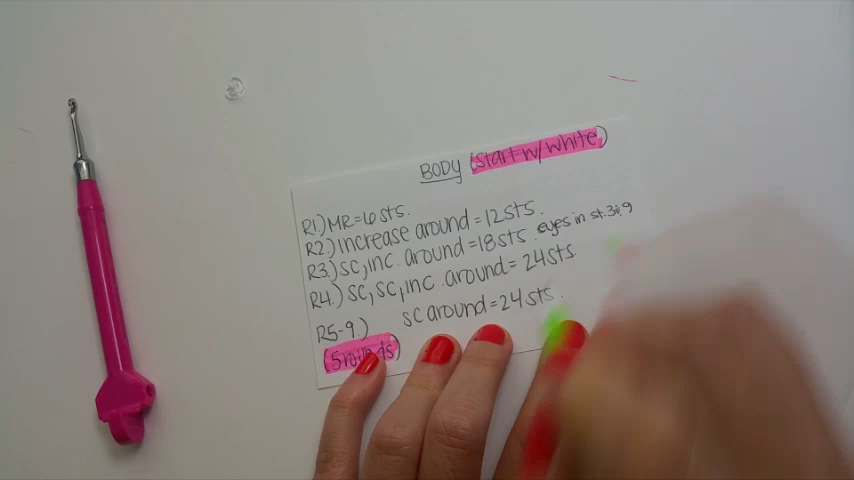 BODY (start w/ white)
R1.) MR = 6 sts.
R2.) increase around = 12 sts.
R3.) sc, inc. around = 18 sts. eyes in st. 3 & 9
R4.) sc, sc, inc. around = 24 sts
R5-9.) sc around = 24 sts.
(5 rounds)